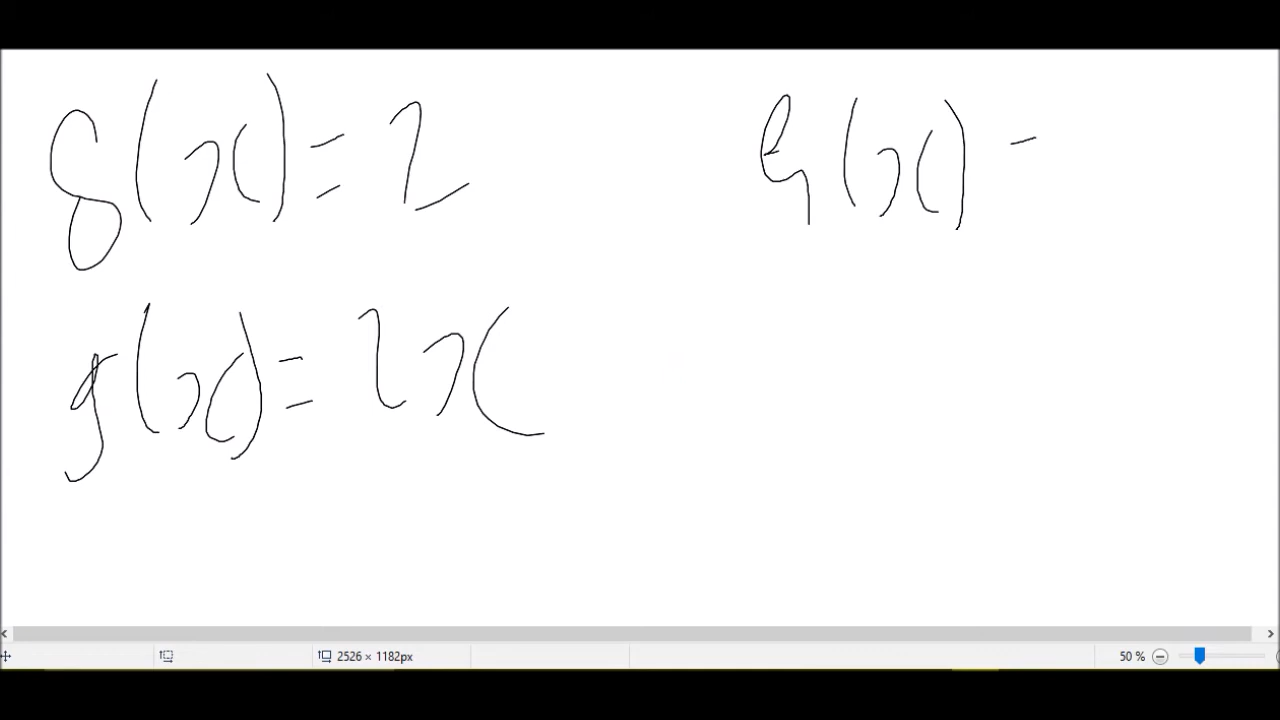 f(x) = 2
h(x) -
g(x) = 2x
2526 × 1182px
50 %